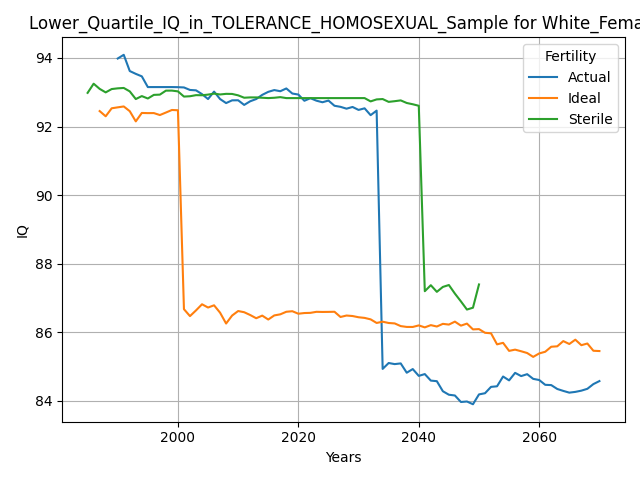 Lower_Quartile_IQ_in_TOLERANCE_HOMOSEXUAL_Sample for White_Fema
Fertility
Actual
Ideal
Sterile
94
92
90
88
86
84
IQ
2000
2020
2040
2060
Years